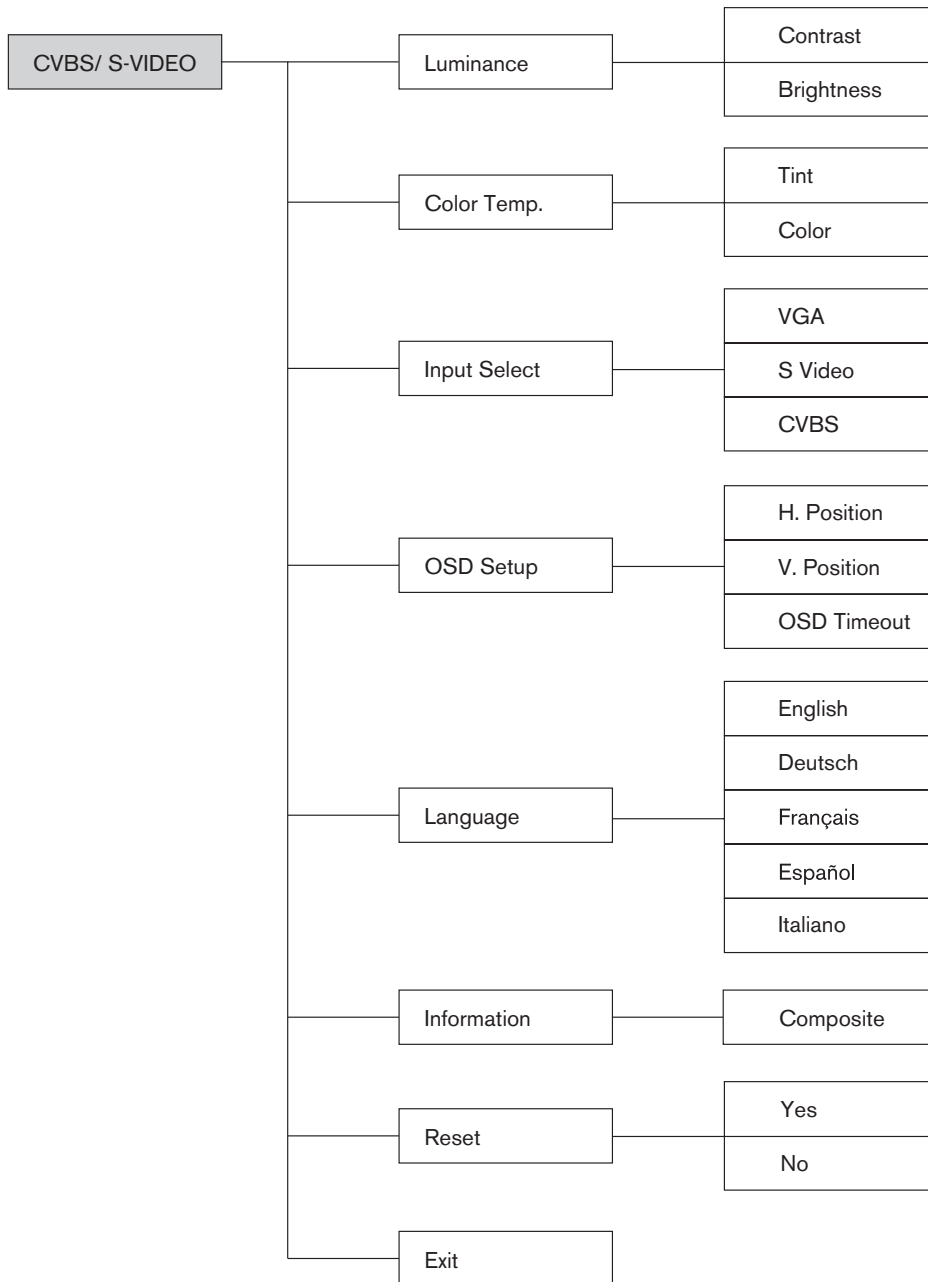 CVBS/ S-VIDEO
Luminance
Contrast
Brightness
Color Temp.
Tint
Color
Input Select
VGA
S Video
CVBS
OSD Setup
H. Position
V. Position
OSD Timeout
Language
English
Deutsch
Français
Español
Italiano
Information
Composite
Reset
Yes
No
Exit